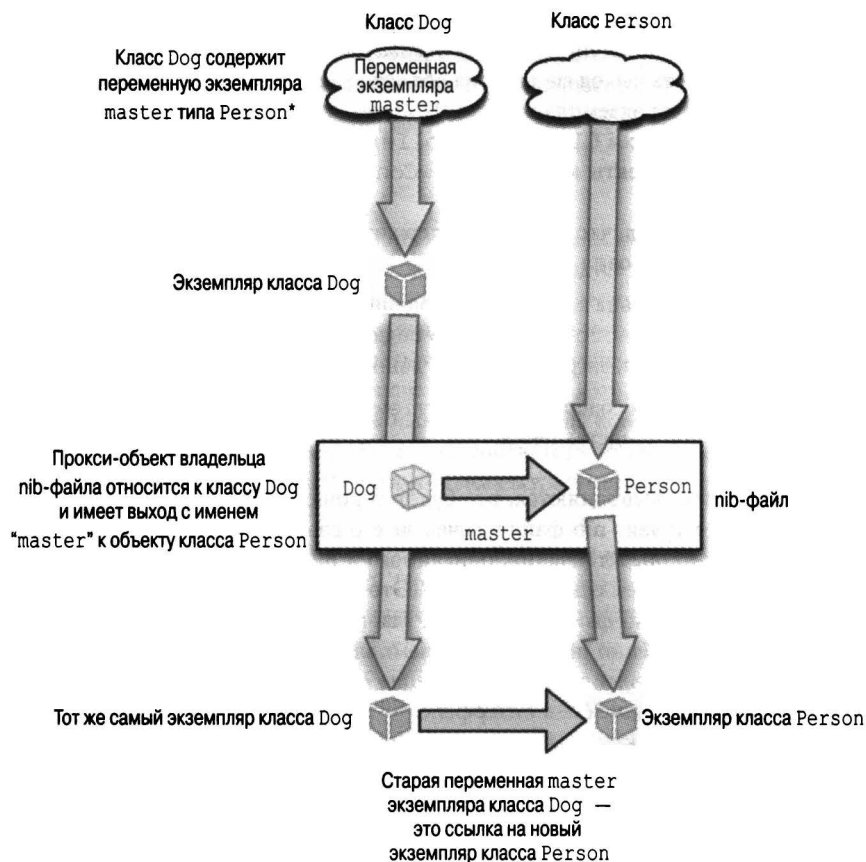 Класс Dog
Класс Person
Класс Dog содержит
переменную экземпляра
master типа Person*
Переменная
экземпляра
master
Экземпляр класса Dog
Прокси-объект владельца
nib-файла относится к классу Dog
и имеет выход с именем
“master” к объекту класса Person
Dog
Person
master
nib-файл
Тот же самый экземпляр класса Dog
Экземпляр класса Person
Старая переменная master
экземпляра класса Dog —
это ссылка на новый
экземпляр класса Person